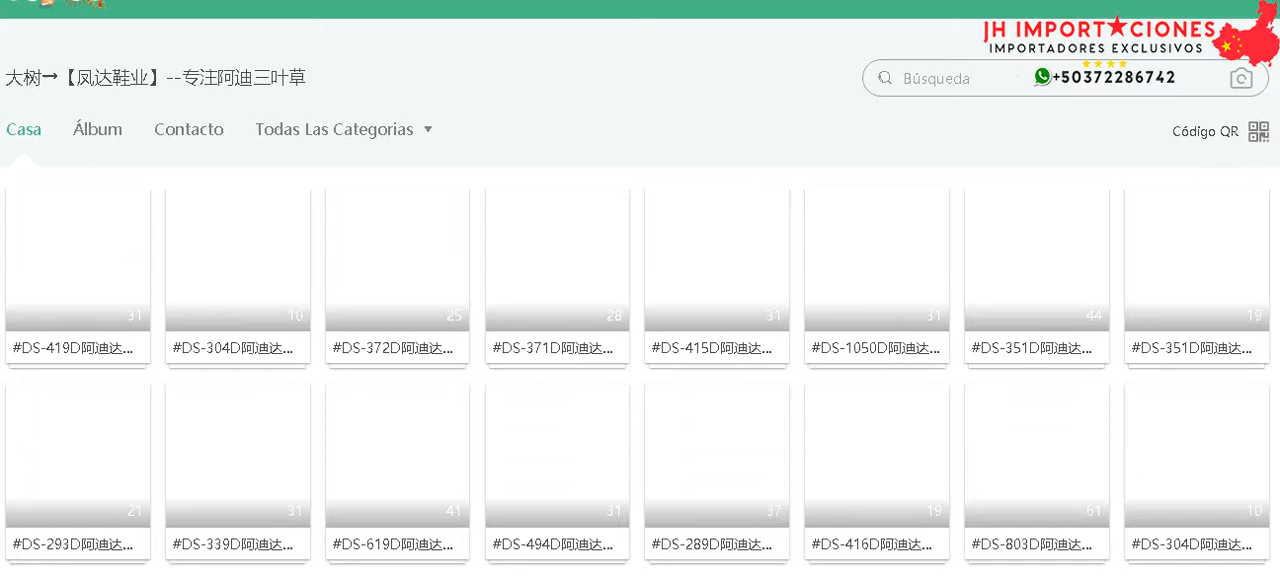 JH IMPORT★CIONES
IMPORTADORES EXCLUSIVOS
大树→【凤达鞋业】--专注阿迪三叶草
Búsqueda
+50372286742
Casa Álbum Contacto Todas Las Categorias
Código QR
31 10 25 28 31 31 44 19
#DS-419D阿迪达... #DS-304D阿迪达... #DS-372D阿迪达... #DS-371D阿迪达... #DS-415D阿迪达... #DS-1050D阿迪达... #DS-351D阿迪达... #DS-351D阿迪达...
21 31 41 31 37 19 61 10
#DS-293D阿迪达... #DS-339D阿迪达... #DS-619D阿迪达... #DS-494D阿迪达... #DS-289D阿迪达... #DS-416D阿迪达... #DS-803D阿迪达... #DS-304D阿迪达...